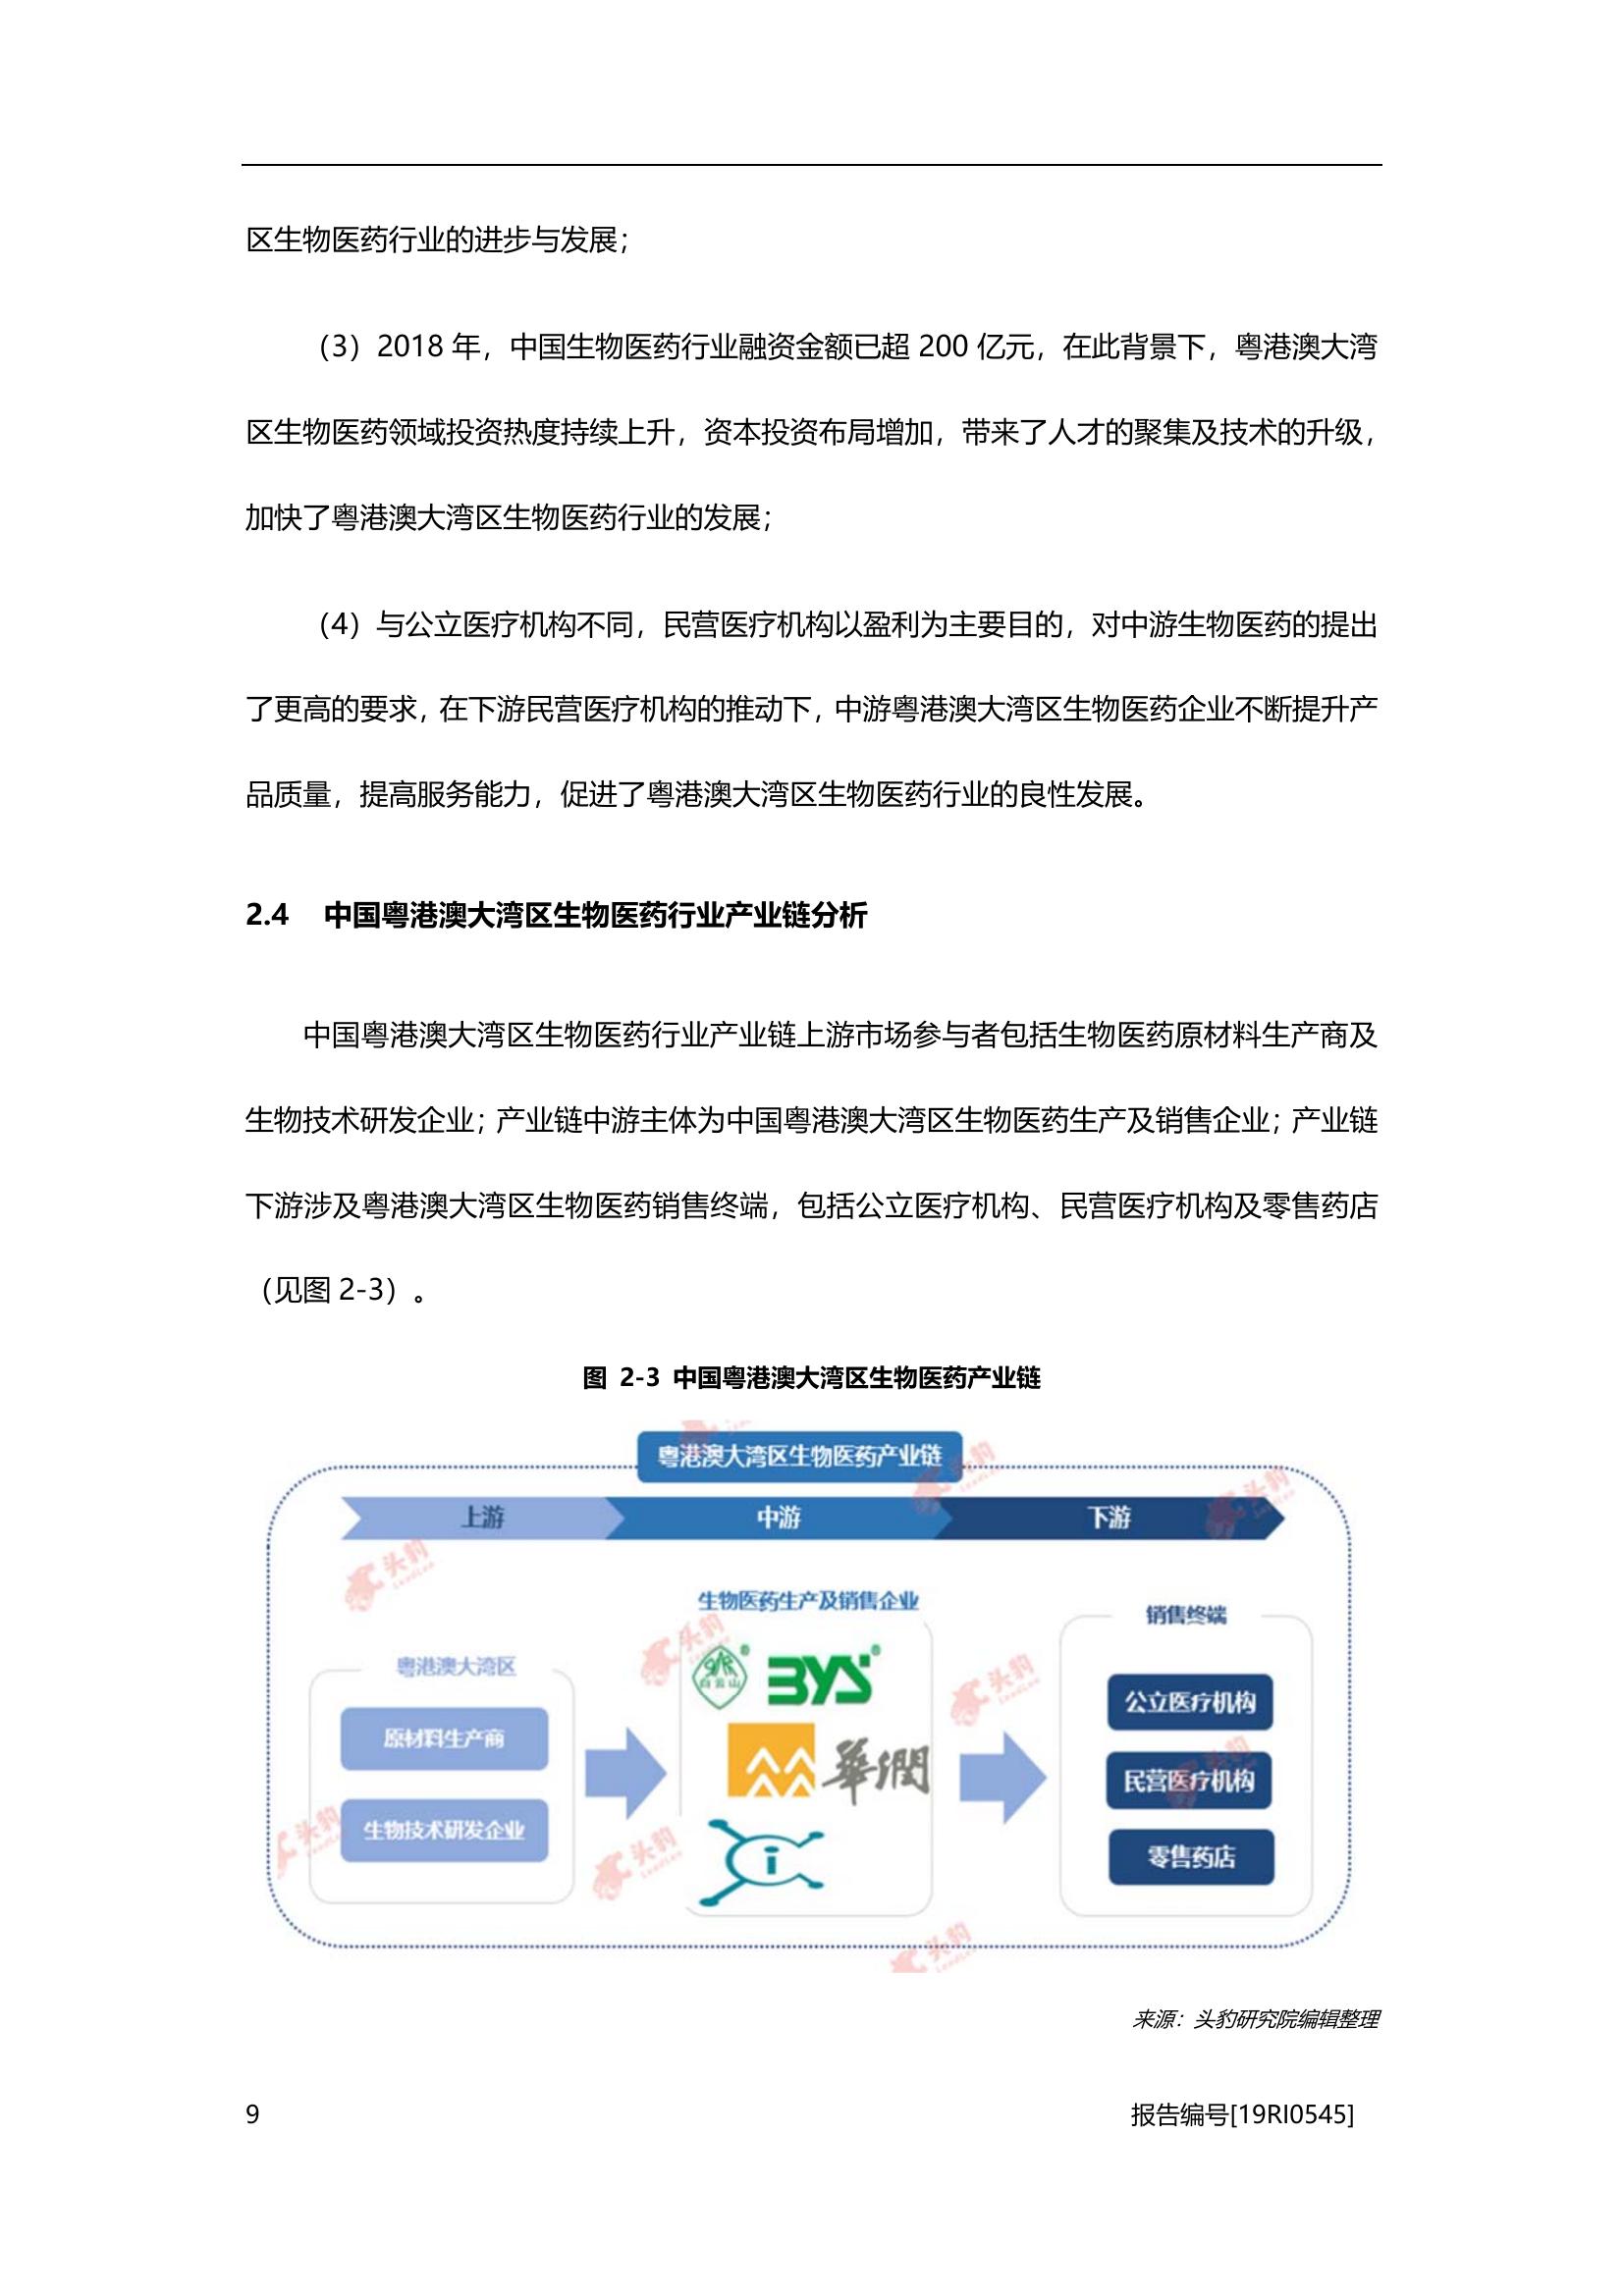 区生物医药行业的进步与发展；
（3）2018 年，中国生物医药行业融资金额已超 200 亿元，在此背景下，粤港澳大湾
区生物医药领域投资热度持续上升，资本投资布局增加，带来了人才的聚集及技术的升级，
加快了粤港澳大湾区生物医药行业的发展；
（4）与公立医疗机构不同，民营医疗机构以盈利为主要目的，对中游生物医药的提出
了更高的要求，在下游民营医疗机构的推动下，中游粤港澳大湾区生物医药企业不断提升产
品质量，提高服务能力，促进了粤港澳大湾区生物医药行业的良性发展。
2.4 中国粤港澳大湾区生物医药行业产业链分析
中国粤港澳大湾区生物医药行业产业链上游市场参与者包括生物医药原材料生产商及
生物技术研发企业；产业链中游主体为中国粤港澳大湾区生物医药生产及销售企业；产业链
下游涉及粤港澳大湾区生物医药销售终端，包括公立医疗机构、民营医疗机构及零售药店
（见图 2-3）。
图 2-3 中国粤港澳大湾区生物医药产业链
粤港澳大湾区生物医药产业链
上游
中游
下游
粤港澳大湾区
原材料生产商
生物技术研发企业
生物医药生产及销售企业
白云山
BYS
華潤
销售终端
公立医疗机构
民营医疗机构
零售药店
头豹
头豹
头豹
头豹
头豹
头豹
头豹
头豹
头豹
来源：头豹研究院编辑整理
9
报告编号[19RI0545]